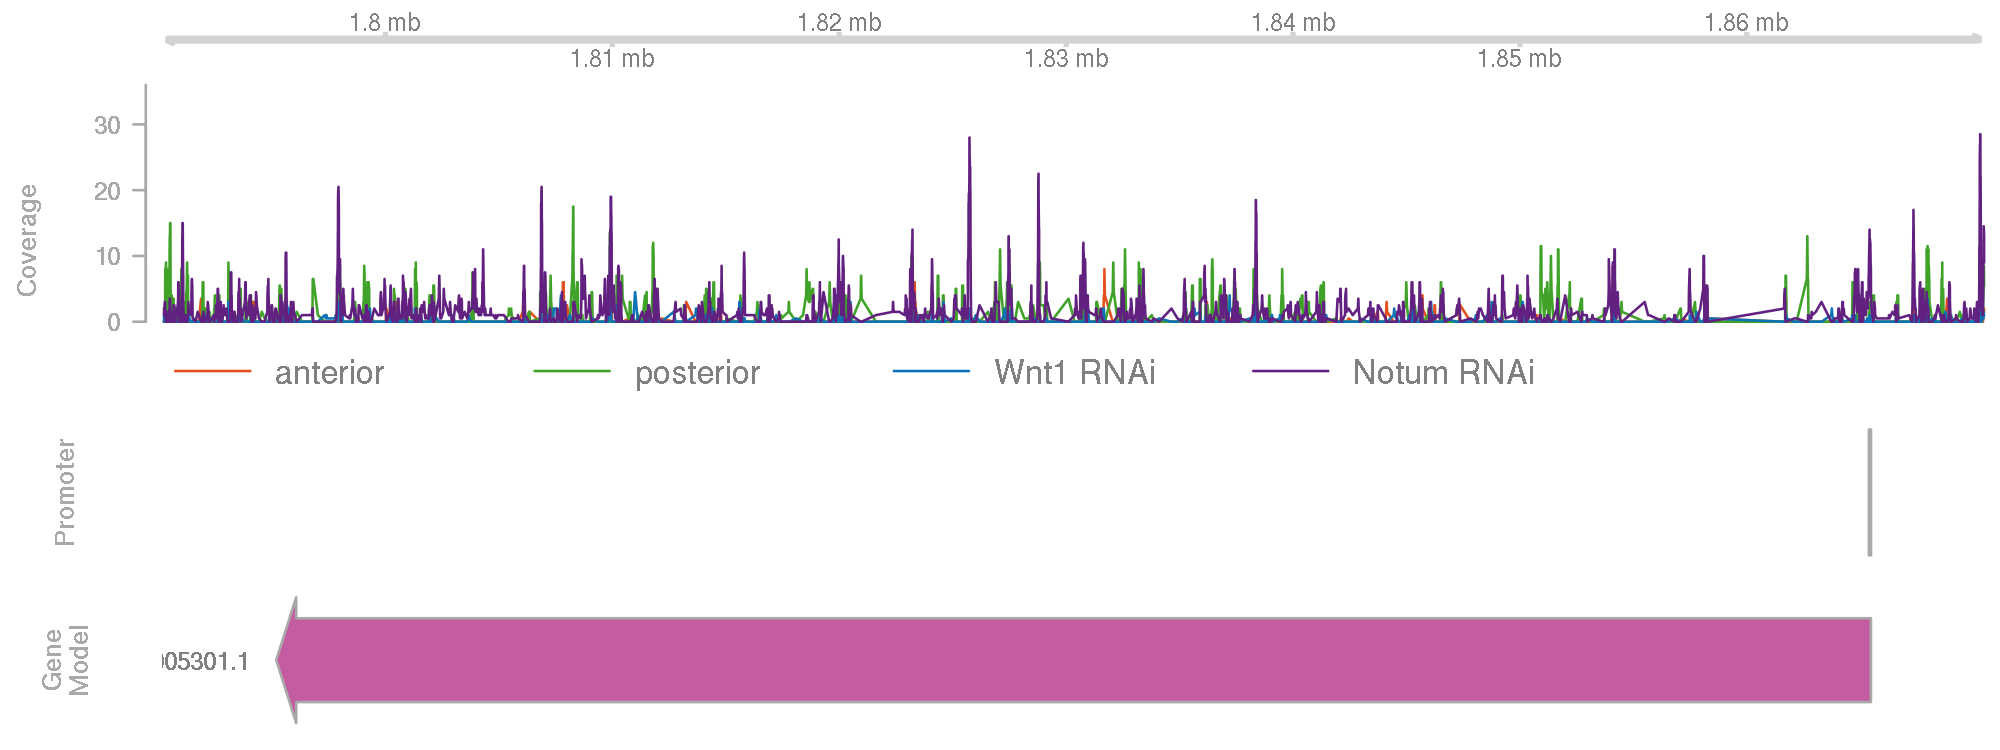 1.8 mb
1.82 mb
1.84 mb
1.86 mb
1.81 mb
1.83 mb
1.85 mb
Coverage
30
20
10
0
anterior
posterior
Wnt1 RNAi
Notum RNAi
Promoter
Gene
Model
05301.1